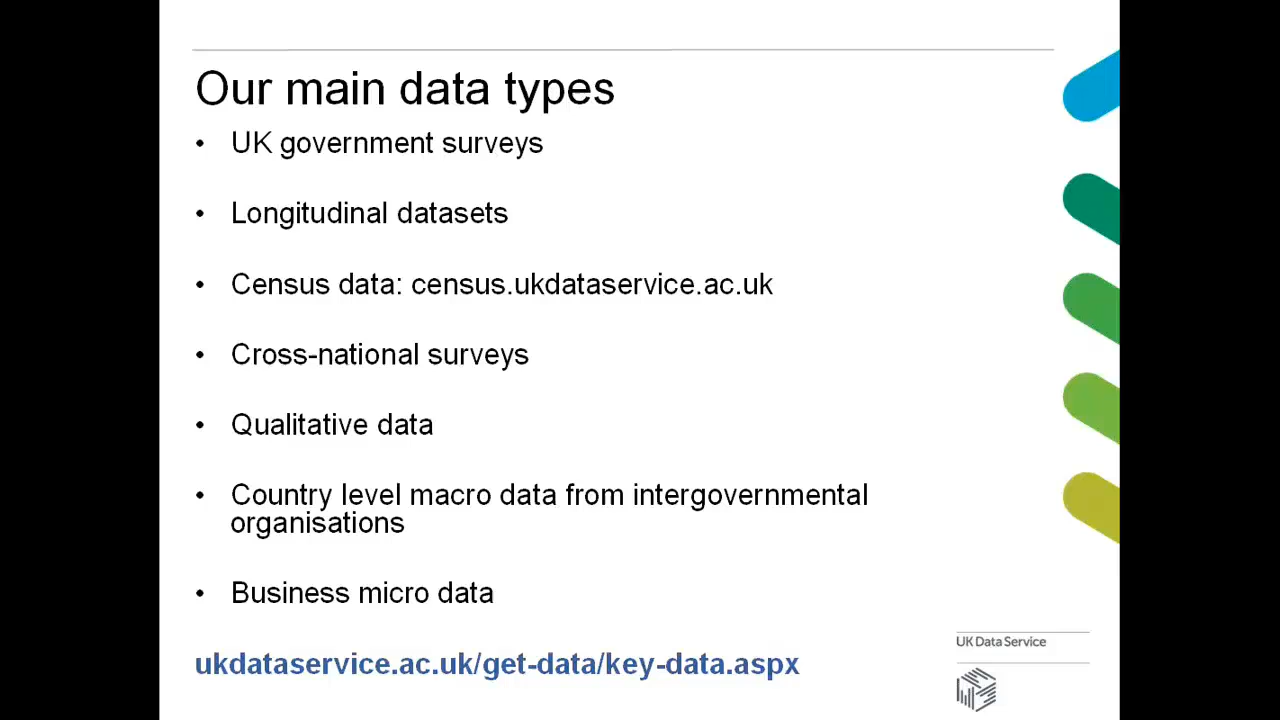 Our main data types
• UK government surveys
• Longitudinal datasets
• Census data: census.ukdataservice.ac.uk
• Cross-national surveys
• Qualitative data
• Country level macro data from intergovernmental
organisations
• Business micro data
ukdataservice.ac.uk/get-data/key-data.aspx
UK Data Service